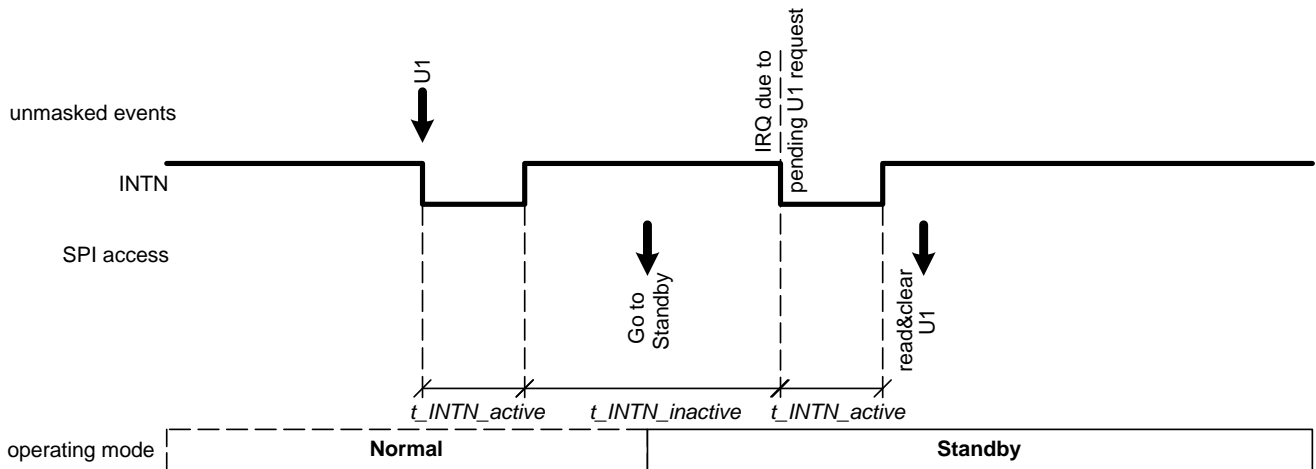 U1
IRQ due to
pending U1 request
unmasked events
INTN
SPI access
Go to
Standby
read&clear
U1
t_INTN_active
t_INTN_inactive
t_INTN_active
operating mode
Normal
Standby